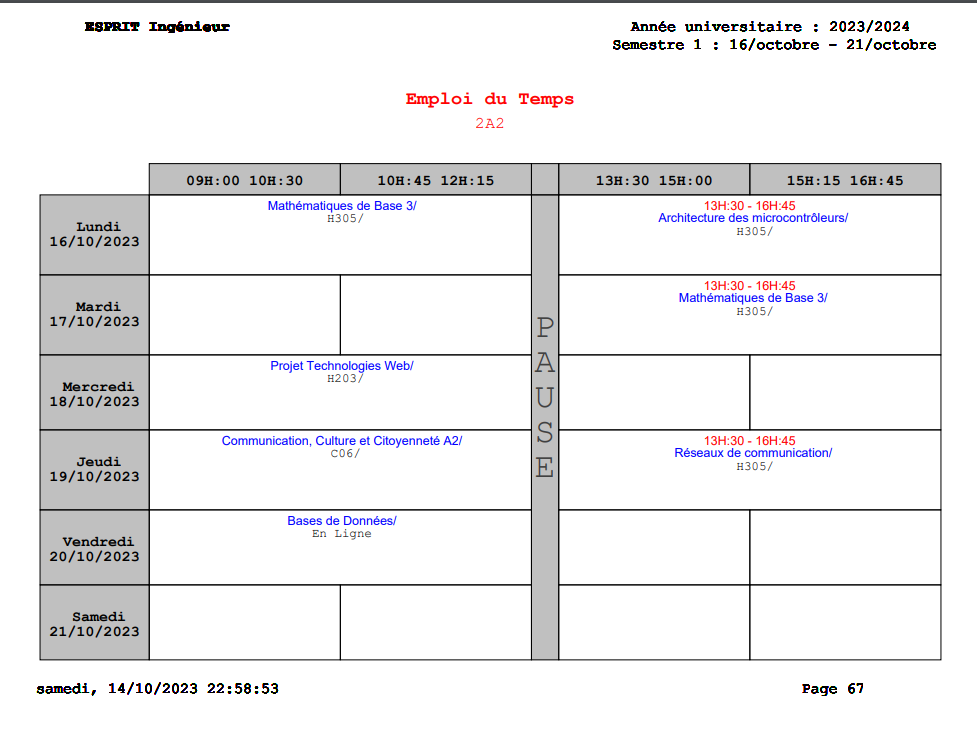 ESPRIT Ingénieur
Année universitaire : 2023/2024
Semestre 1 : 16/octobre - 21/octobre
Emploi du Temps
2A2
09H:00 10H:30
10H:45 12H:15
13H:30 15H:00
15H:15 16H:45
Lundi
16/10/2023
Mathématiques de Base 3/
H305/
13H:30 - 16H:45
Architecture des microcontrôleurs/
H305/
Mardi
17/10/2023
13H:30 - 16H:45
Mathématiques de Base 3/
H305/
PAUSE
Mercredi
18/10/2023
Projet Technologies Web/
H203/
Jeudi
19/10/2023
Communication, Culture et Citoyenneté A2/
C06/
13H:30 - 16H:45
Réseaux de communication/
H305/
Vendredi
20/10/2023
Bases de Données/
En Ligne
Samedi
21/10/2023
samedi, 14/10/2023 22:58:53
Page 67